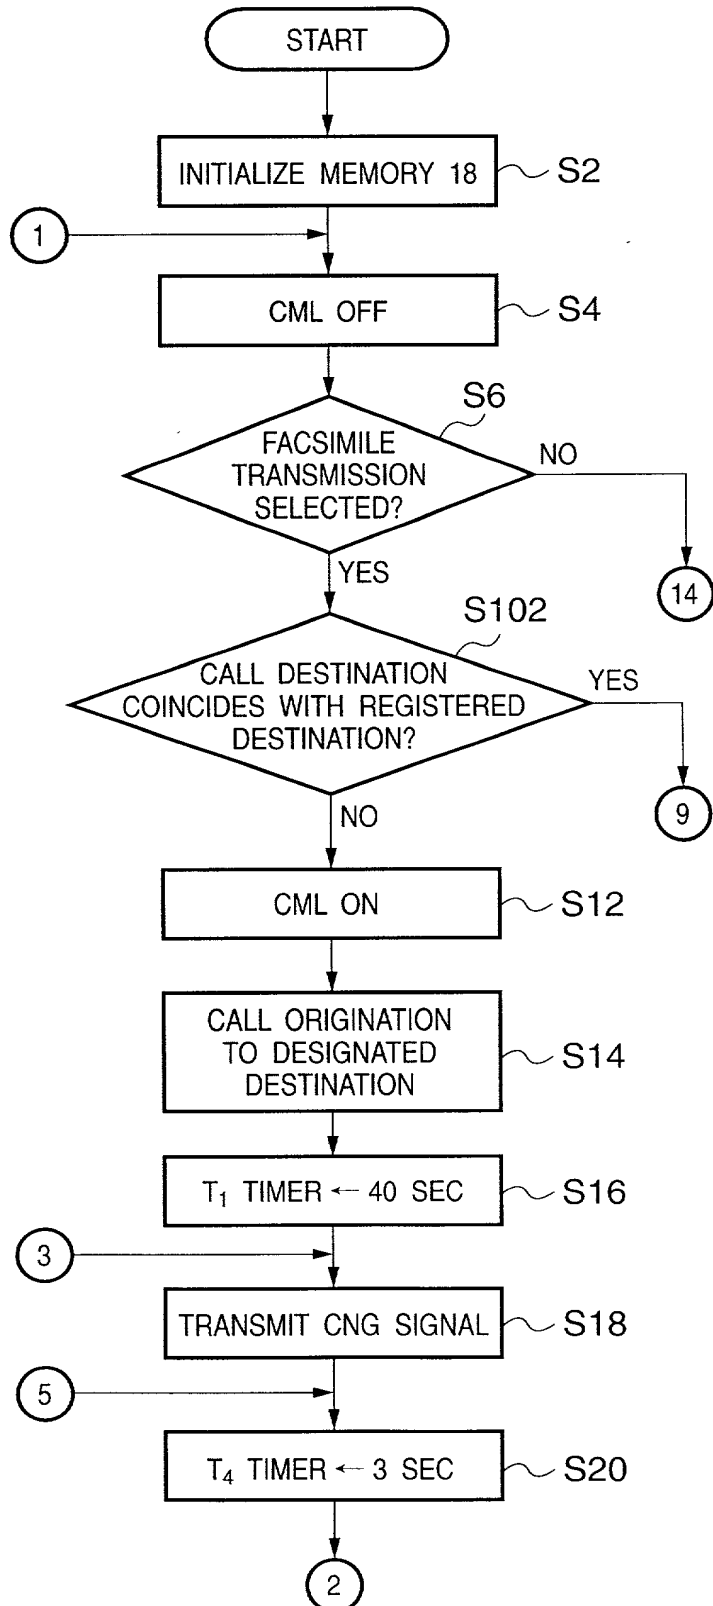 START
INITIALIZE MEMORY 18
S2
1
CML OFF
S4
S6
FACSIMILE
TRANSMISSION
SELECTED?
NO
14
YES
S102
CALL DESTINATION
COINCIDES WITH REGISTERED
DESTINATION?
YES
9
NO
CML ON
S12
CALL ORIGINATION
TO DESIGNATED
DESTINATION
S14
T1 TIMER ← 40 SEC
S16
3
TRANSMIT CNG SIGNAL
S18
5
T4 TIMER ← 3 SEC
S20
2